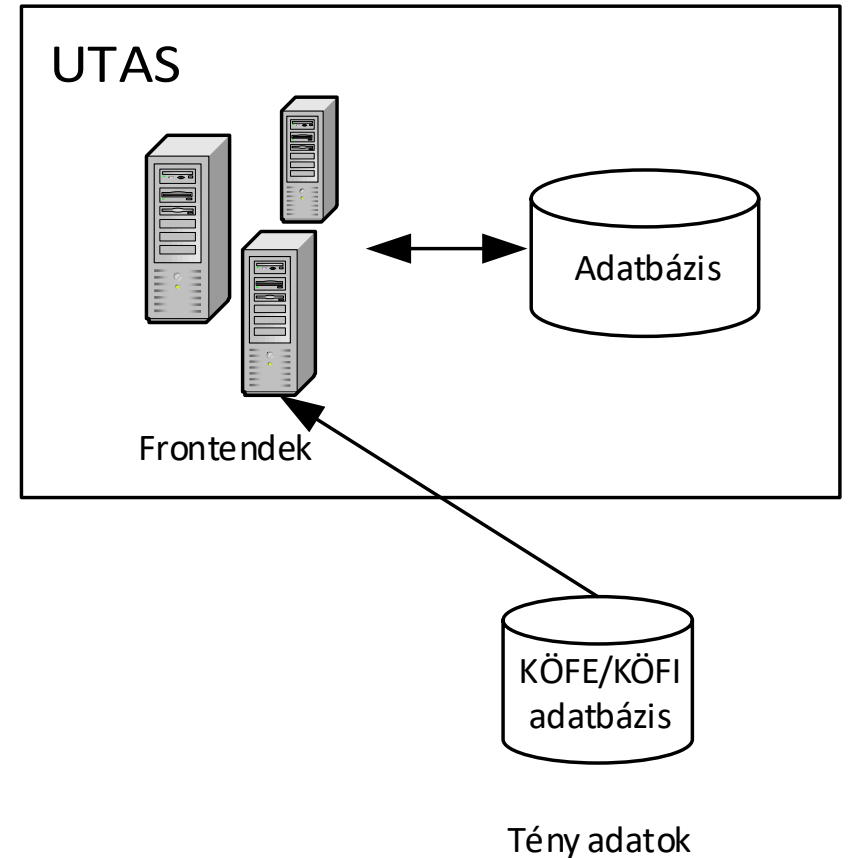 UTAS
Adatbázis
Frontendek
KÖFE/KÖFI
adatbázis
Tény adatok